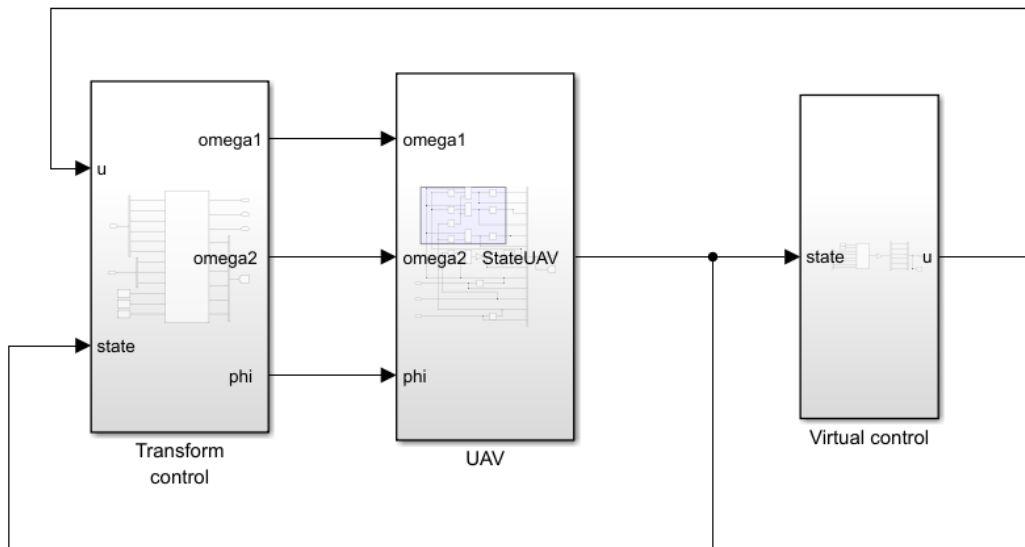 omega1
omega1
u
omega2
omega2
StateUAV
state
u
state
phi
phi
Transform
control
UAV
Virtual control